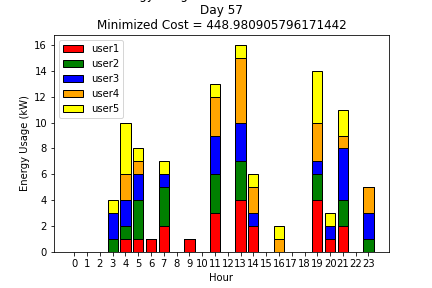 Day 57
Minimized Cost = 448.980905796171442
user1
user2
user3
user4
user5
Energy Usage (kW)
16
14
12
10
8
6
4
2
0
0 1 2 3 4 5 6 7 8 9 10 11 12 13 14 15 16 17 18 19 20 21 22 23
Hour